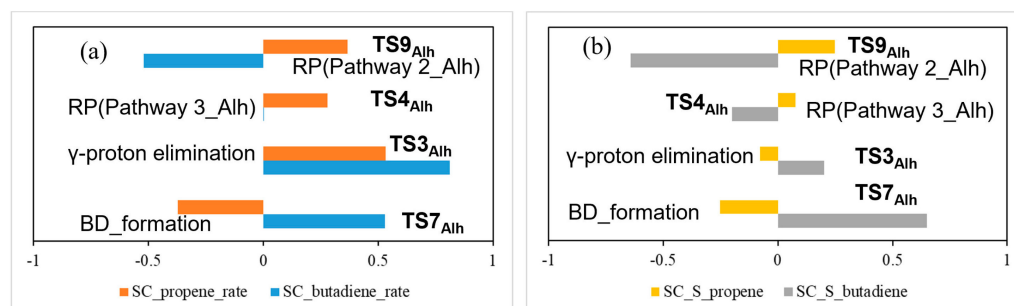 (a)
TS9Alh
RP(Pathway 2_Alh)
RP(Pathway 3_Alh)
TS4Alh
γ-proton elimination
TS3Alh
BD_formation
TS7Alh
-1 -0.5 0 0.5 1
SC_propene_rate SC_butadiene_rate
(b)
TS9Alh
RP(Pathway 2_Alh)
TS4Alh
RP(Pathway 3_Alh)
γ-proton elimination
TS3Alh
TS7Alh
BD_formation
-1 -0.5 0 0.5 1
SC_S_propene SC_S_butadiene